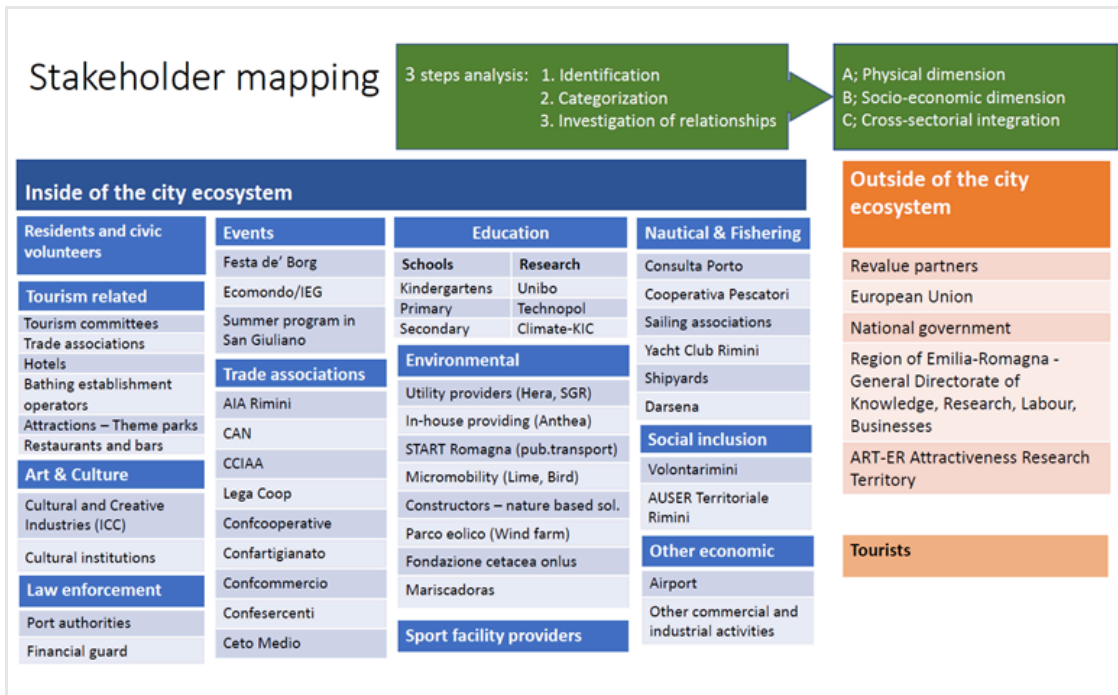 Stakeholder mapping
3 steps analysis: 1. Identification
2. Categorization
3. Investigation of relationships
A; Physical dimension
B; Socio-economic dimension
C; Cross-sectorial integration
Inside of the city ecosystem
Residents and civic
volunteers
Tourism related
Tourism committees
Trade associations
Hotels
Bathing establishment
operators
Attractions – Theme parks
Restaurants and bars
Art & Culture
Cultural and Creative
Industries (ICC)
Cultural institutions
Law enforcement
Port authorities
Financial guard
Events
Festa de’ Borg
Ecomondo/IEG
Summer program in
San Giuliano
Trade associations
AIA Rimini
CAN
CCIAA
Lega Coop
Confcooperative
Confartigianato
Confcommercio
Confesercenti
Ceto Medio
Education
Schools Research
Kindergartens Unibo
Primary Technopol
Secondary Climate-KIC
Environmental
Utility providers (Hera, SGR)
In-house providing (Anthea)
START Romagna (pub.transport)
Micromobility (Lime, Bird)
Constructors – nature based sol.
Parco eolico (Wind farm)
Fondazione cetacea onlus
Mariscadoras
Sport facility providers
Nautical & Fishering
Consulta Porto
Cooperativa Pescatori
Sailing associations
Yacht Club Rimini
Shipyards
Darsena
Social inclusion
Volontarimini
AUSER Territoriale
Rimini
Other economic
Airport
Other commercial and
industrial activities
Outside of the city
ecosystem
Revalue partners
European Union
National government
Region of Emilia-Romagna -
General Directorate of
Knowledge, Research, Labour,
Businesses
ART-ER Attractiveness Research
Territory
Tourists